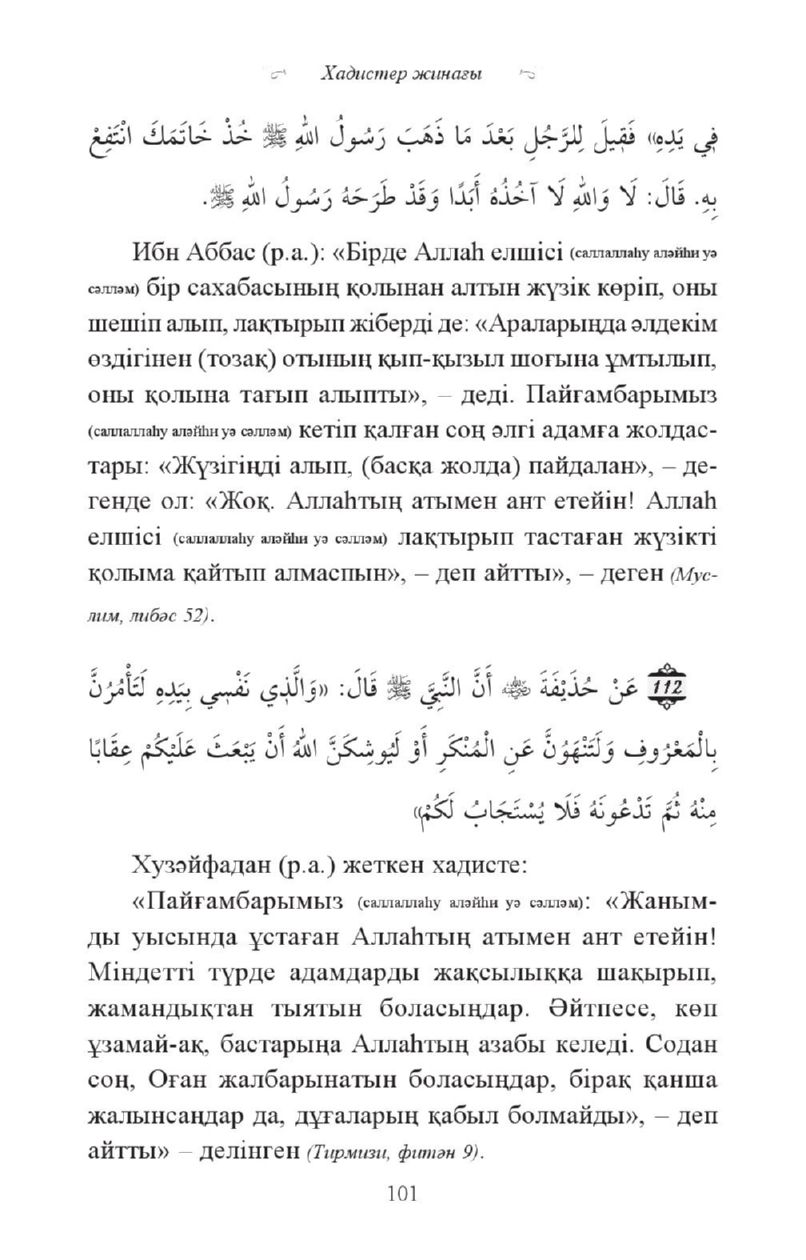 Хадистер жинағы
فِي يَدِهِ» فَقِيلَ لِلرَّجُلِ بَعْدَ مَا ذَهَبَ رَسُولُ اللهِ ﷺ خُذْ خَاتَمَكَ انْتَفِعْ
بِهِ. قَالَ: لَا وَاللهِ لَا آخُذُهُ أَبَدًا وَقَدْ طَرَحَهُ رَسُولُ اللهِ ﷺ.
Ибн Аббас (р.а.): «Бірде Аллаһ елшісі (саллаллаһу аләйһи уә
сәлләм) бір сахабасының қолынан алтын жүзік көріп, оны
шешіп алып, лақтырып жіберді де: «Араларыңда әлдекім
өздігінен (тозақ) отының қып-қызыл шоғына ұмтылып,
оны қолына тағып алыпты», – деді. Пайғамбарымыз
(саллаллаһу аләйһи уә сәлләм) кетіп қалған соң әлгі адамға жолдас-
тары: «Жүзігіңді алып, (басқа жолда) пайдалан», – де-
генде ол: «Жоқ. Аллаһтың атымен ант етейін! Аллаһ
елшісі (саллаллаһу аләйһи уә сәлләм) лақтырып тастаған жүзікті
қолыма қайтып алмаспын», – деп айтты», – деген (Мус-
лим, либәс 52).
112 عَنْ حُذَيْفَةَ ﵁ أَنَّ النَّبِيَّ ﷺ قَالَ: «وَالَّذِي نَفْسِي بِيَدِهِ لَتَأْمُرُنَّ
بِالْمَعْرُوفِ وَلَتَنْهَوُنَّ عَنِ الْمُنْكَرِ أَوْ لَيُوشِكَنَّ اللهُ أَنْ يَبْعَثَ عَلَيْكُمْ عِقَابًا
مِنْهُ ثُمَّ تَدْعُونَهُ فَلَا يُسْتَجَابُ لَكُمْ»
Хузәйфадан (р.а.) жеткен хадисте:
«Пайғамбарымыз (саллаллаһу аләйһи уә сәлләм): «Жаным-
ды уысында ұстаған Аллаһтың атымен ант етейін!
Міндетті түрде адамдарды жақсылыққа шақырып,
жамандықтан тыятын боласыңдар. Әйтпесе, көп
ұзамай-ақ, бастарыңа Аллаһтың азабы келеді. Содан
соң, Оған жалбарынатын боласыңдар, бірақ қанша
жалынсаңдар да, дұғаларың қабыл болмайды», – деп
айтты» – делінген (Тирмизи, фитән 9).
101